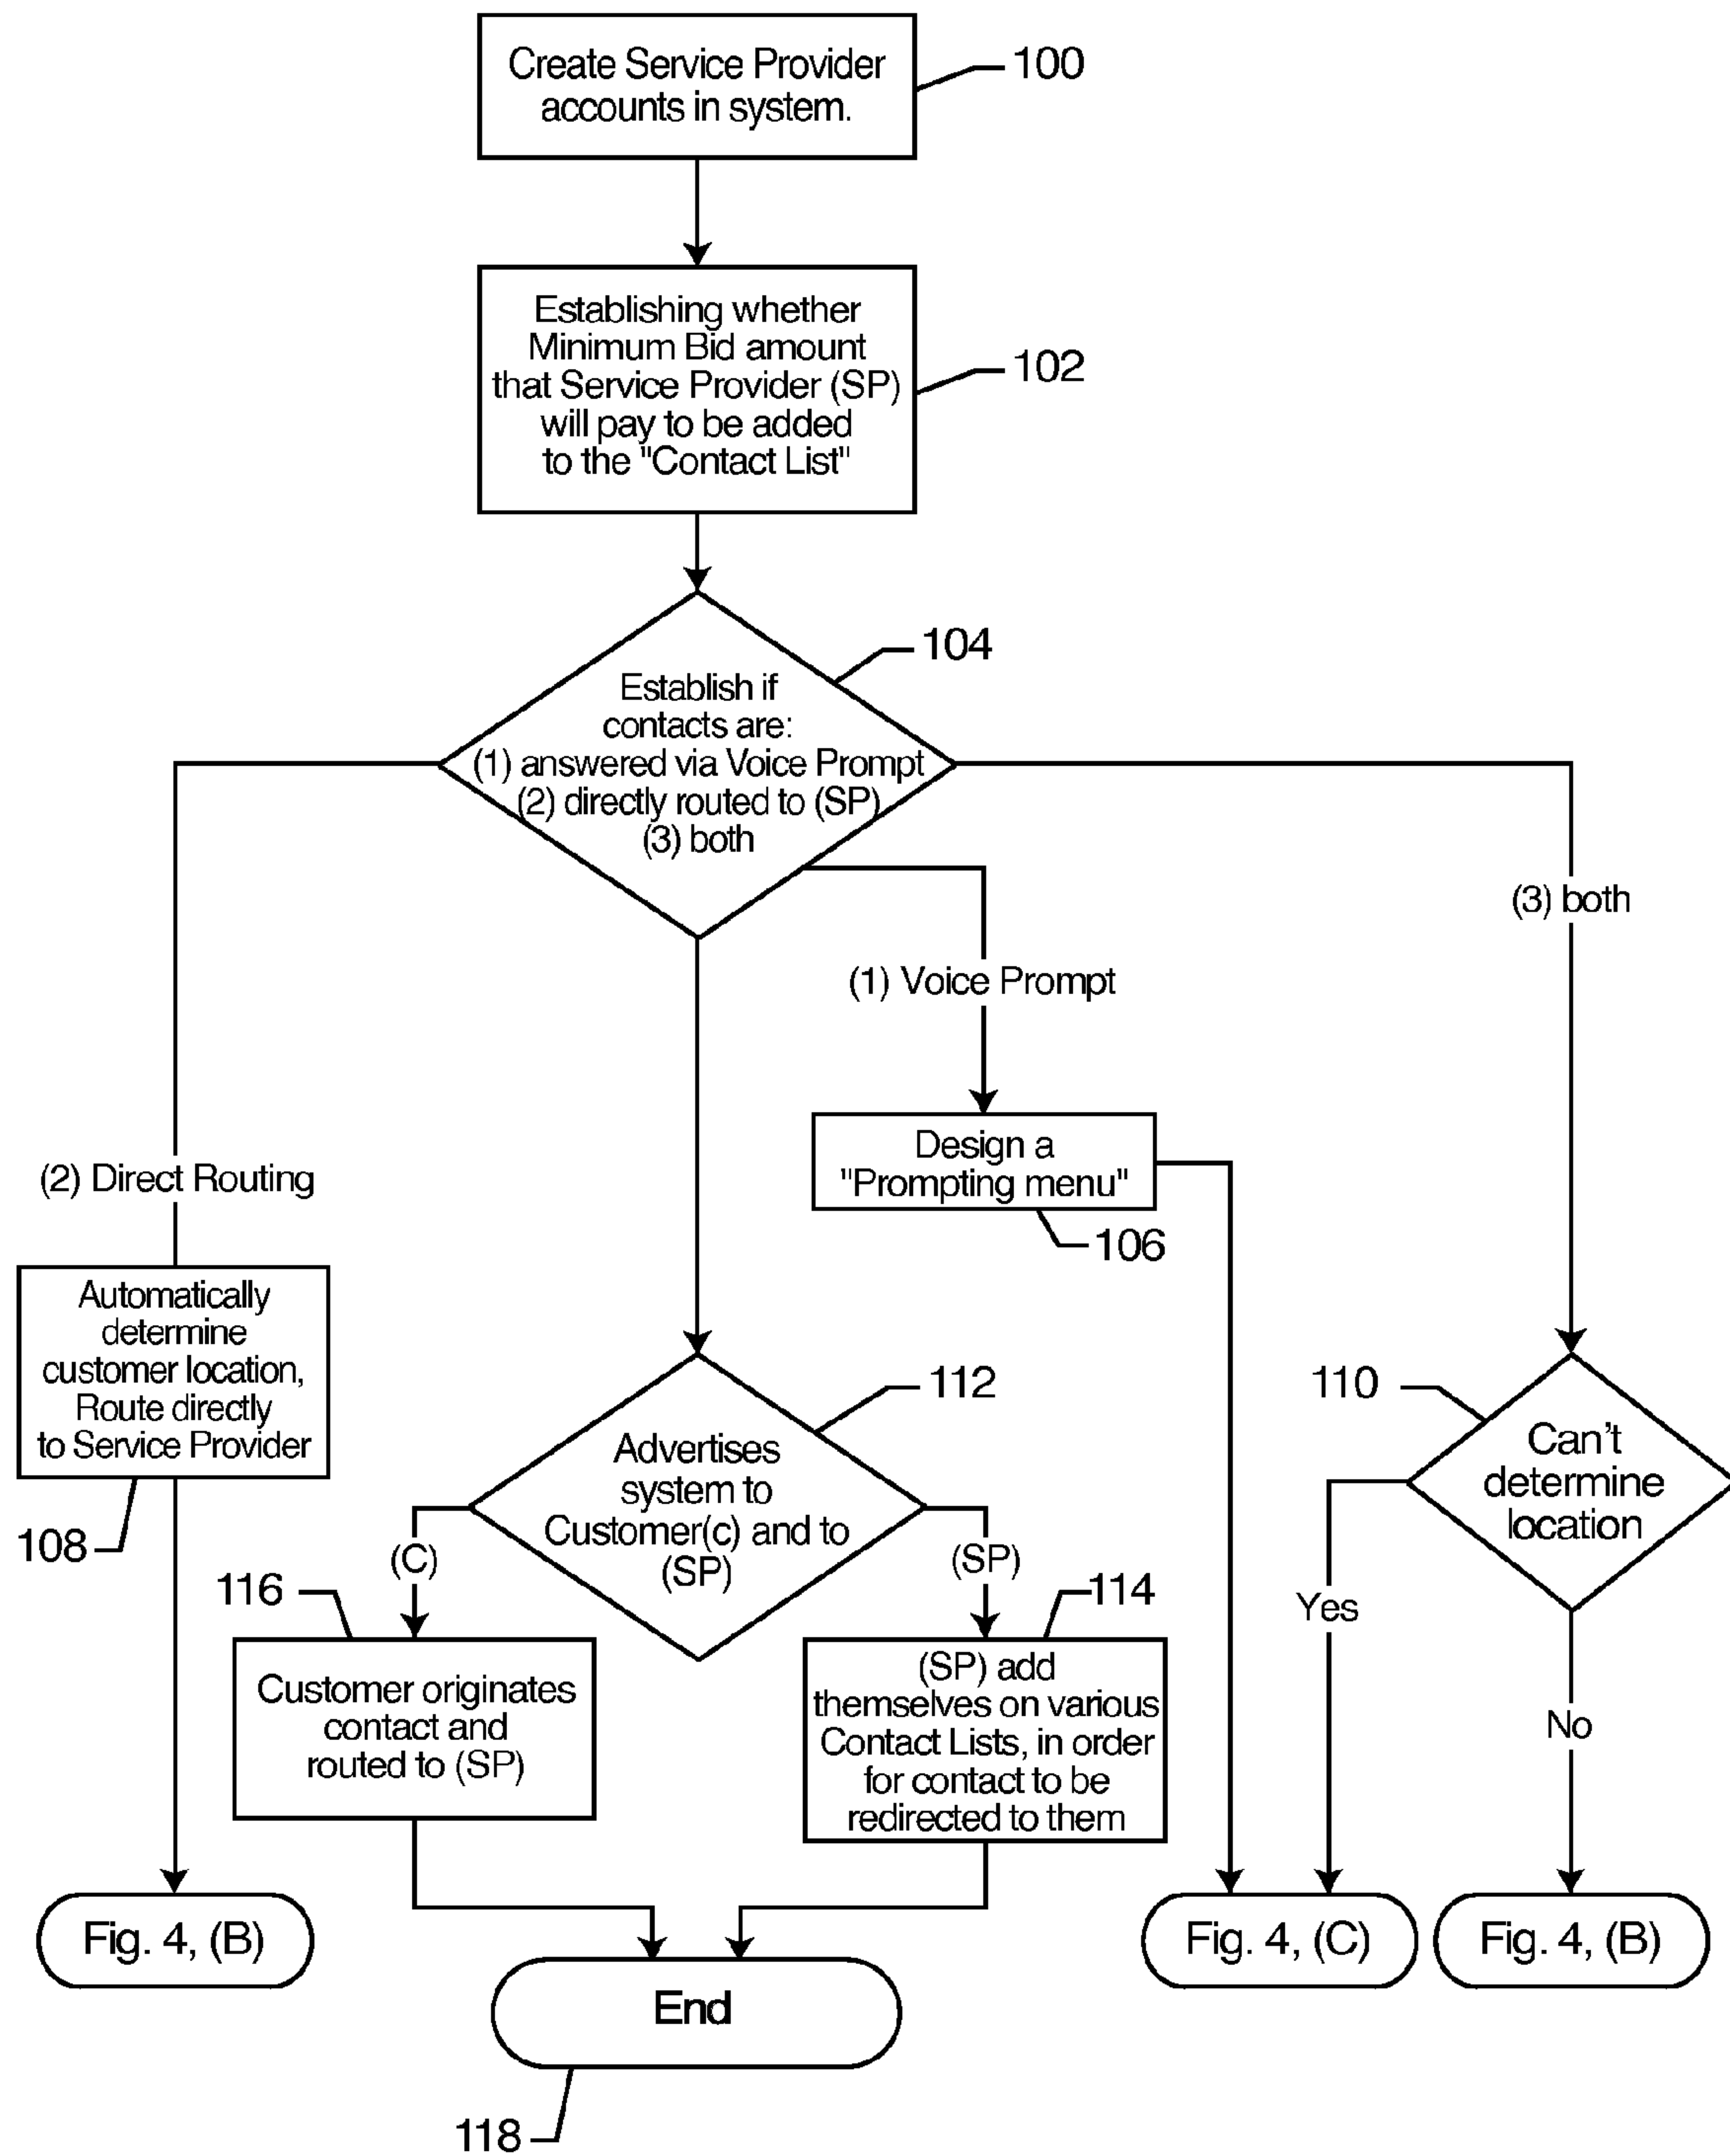 Create Service Provider
accounts in system.
100
Establishing whether
Minimum Bid amount
that Service Provider (SP)
will pay to be added
to the "Contact List"
102
104
Establish if
contacts are:
(1) answered via Voice Prompt
(2) directly routed to (SP)
(3) both
(3) both
(1) Voice Prompt
(2) Direct Routing
Design a
"Prompting menu"
106
Automatically
determine
customer location,
Route directly
to Service Provider
108
112
Advertises
system to
Customer(c) and to
(SP)
110
Can't
determine
location
(C)
(SP)
116
114
Yes
No
Customer originates
contact and
routed to (SP)
(SP) add
themselves on various
Contact Lists, in order
for contact to be
redirected to them
Fig. 4, (B)
Fig. 4, (C)
Fig. 4, (B)
End
118